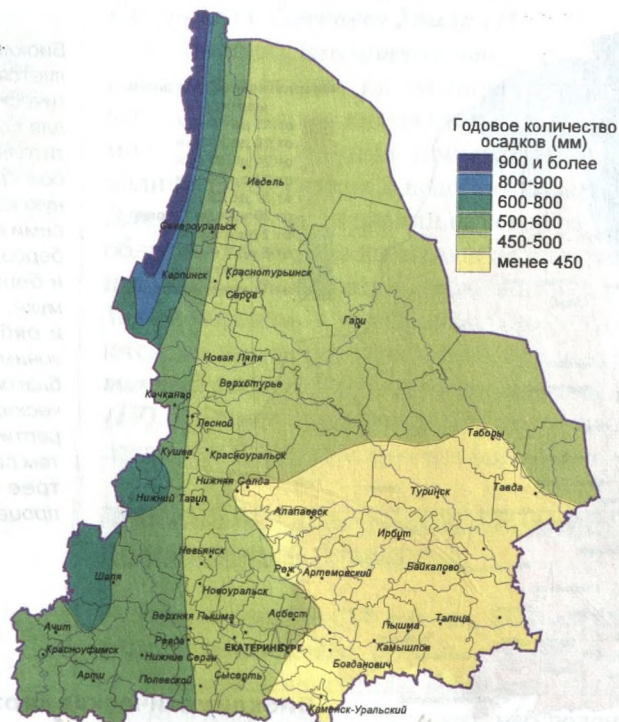 Годовое количество
осадков (мм)
900 и более
800-900
600-800
500-600
450-500
менее 450
Ивдель
Североуральск
Карпинск
Краснотурьинск
Серов
Гари
Новая Ляля
Верхотурье
Качканар
Лесной
Кушва
Красноуральск
Таборы
Нижняя Салда
Нижний Тагил
Туринск
Тавда
Алапаевск
Ирбит
Невьянск
Реж
Артемовский
Байкалово
Шаля
Новоуральск
Асбест
Верхняя Пышма
Пышма
Талица
Ачит
Ревда
ЕКАТЕРИНБУРГ
Камышлов
Красноуфимск
Нижние Серги
Богданович
Арти
Полевской
Сысерть
Каменск-Уральский